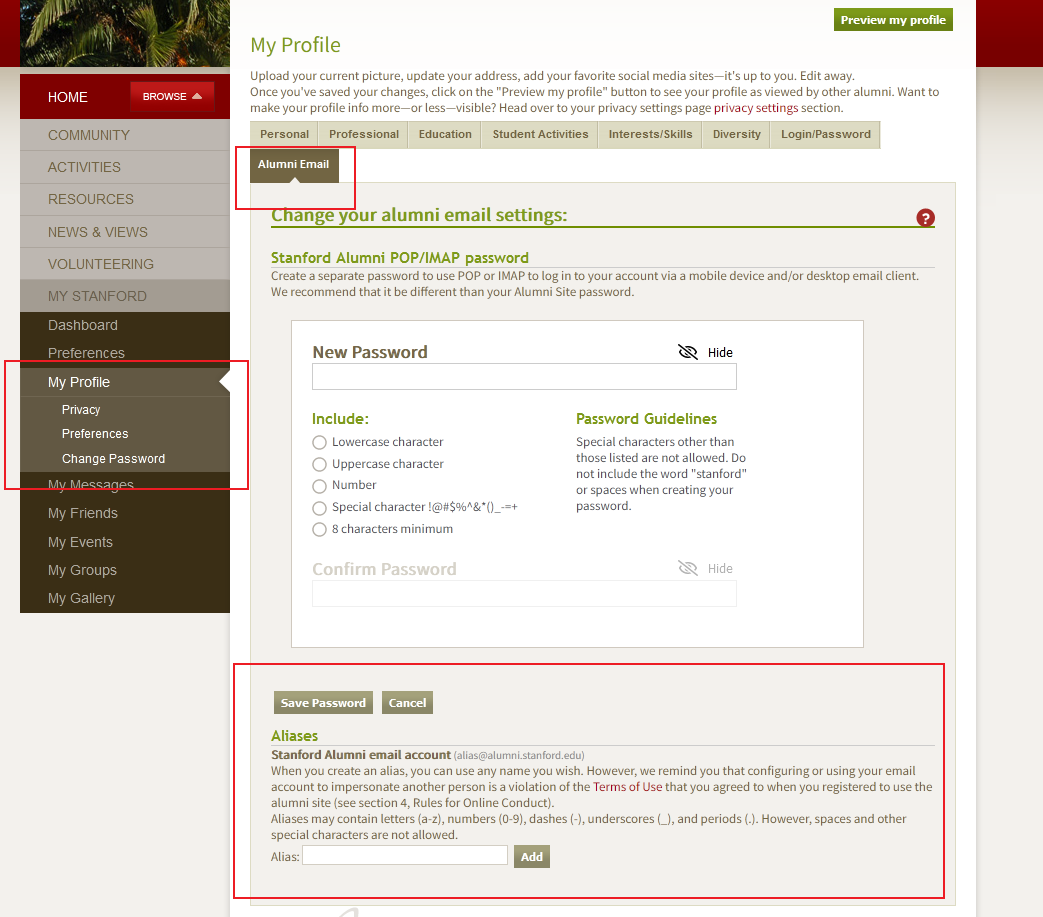 Preview my profile
My Profile
Upload your current picture, update your address, add your favorite social media sites—it's up to you. Edit away.
Once you've saved your changes, click on the "Preview my profile" button to see your profile as viewed by other alumni. Want to
make your profile info more—or less—visible? Head over to your privacy settings page privacy settings section.
HOME
BROWSE
COMMUNITY
ACTIVITIES
RESOURCES
NEWS & VIEWS
VOLUNTEERING
MY STANFORD
Dashboard
Preferences
My Profile
Privacy
Preferences
Change Password
My Messages
My Friends
My Events
My Groups
My Gallery
Personal
Professional
Education
Student Activities
Interests/Skills
Diversity
Login/Password
Alumni Email
Change your alumni email settings:
?
Stanford Alumni POP/IMAP password
Create a separate password to use POP or IMAP to log in to your account via a mobile device and/or desktop email client.
We recommend that it be different than your Alumni Site password.
New Password
Hide
Include:
Lowercase character
Uppercase character
Number
Special character !@#$%^&*()_-=+
8 characters minimum
Password Guidelines
Special characters other than
those listed are not allowed. Do
not include the word "stanford"
or spaces when creating your
password.
Confirm Password
Hide
Save Password
Cancel
Aliases
Stanford Alumni email account (alias@alumni.stanford.edu)
When you create an alias, you can use any name you wish. However, we remind you that configuring or using your email
account to impersonate another person is a violation of the Terms of Use that you agreed to when you registered to use the
alumni site (see section 4, Rules for Online Conduct).
Aliases may contain letters (a-z), numbers (0-9), dashes (-), underscores (_), and periods (.). However, spaces and other
special characters are not allowed.
Alias:
Add